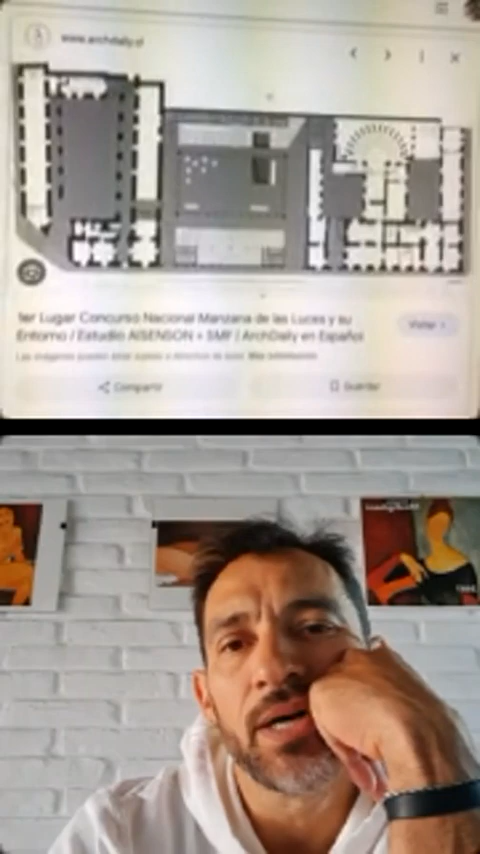 www.archdaily.cl
1er Lugar Concurso Nacional Manzana de las Luces y su
Entorno / Estudio AISENSON + SMF | ArchDaily en Español
Visitar >
Las imágenes pueden estar sujetas a derechos de autor. Más información
Compartir
Guardar